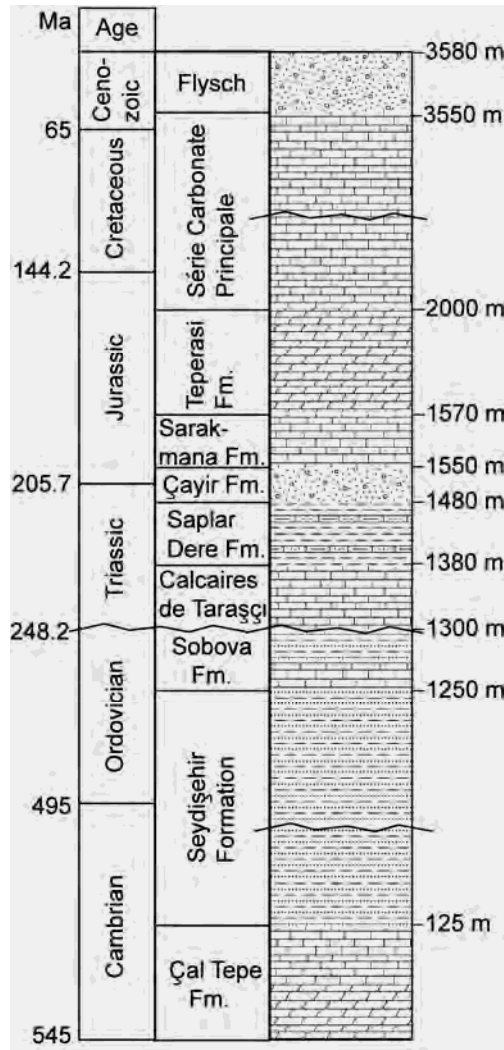 Ma
Age
3580 m
Ceno-
zoic
Flysch
3550 m
65
Cretaceous
Série Carbonate
Principale
144.2
2000 m
Jurassic
Teperasi
Fm.
1570 m
Sarak-
mana Fm.
1550 m
205.7
Çayir Fm.
1480 m
Triassic
Saplar
Dere Fm.
1380 m
Calcaires
de Taraşçı
248.2
1300 m
Ordovician
Sobova
Fm.
1250 m
Seydişehir
Formation
495
Cambrian
125 m
Çal Tepe
Fm.
545